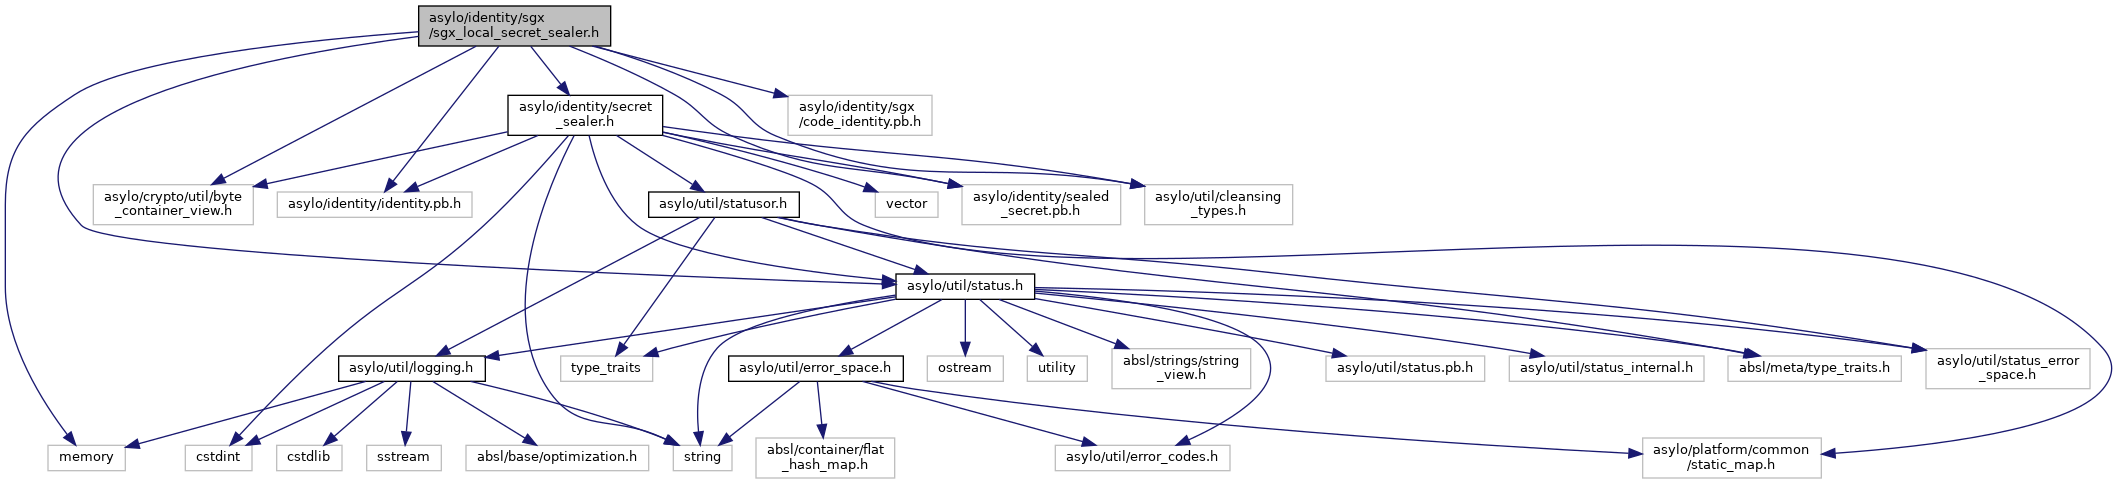 asylo/identity/sgx
/sgx_local_secret_sealer.h
asylo/identity/secret
_sealer.h
asylo/identity/sgx
/code_identity.pb.h
asylo/crypto/util/byte
_container_view.h
asylo/identity/identity.pb.h
asylo/util/statusor.h
vector
asylo/identity/sealed
_secret.pb.h
asylo/util/cleansing
_types.h
asylo/util/status.h
asylo/util/logging.h
type_traits
asylo/util/error_space.h
ostream
utility
absl/strings/string
_view.h
asylo/util/status.pb.h
asylo/util/status_internal.h
absl/meta/type_traits.h
asylo/util/status_error
_space.h
memory
cstdint
cstdlib
sstream
absl/base/optimization.h
string
absl/container/flat
_hash_map.h
asylo/util/error_codes.h
asylo/platform/common
/static_map.h